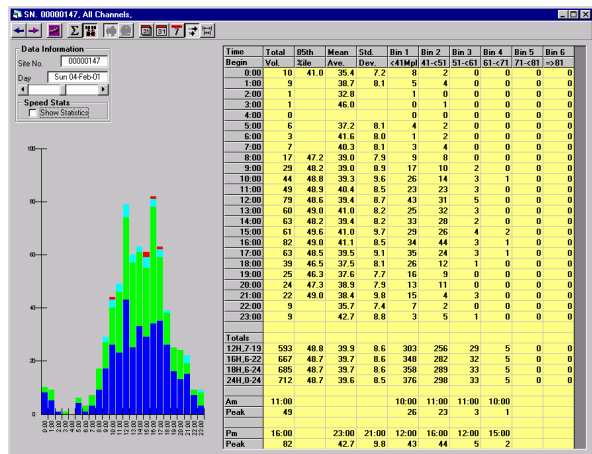 SN. 00000147, All Channels,
Data Information
Site No. 00000147
Day Sun 04-Feb-01
Speed Stats
Show Statistics
100
80
60
40
20
0
0:00 1:00 2:00 3:00 4:00 5:00 6:00 7:00 8:00 9:00 10:00 11:00 12:00 13:00 14:00 15:00 16:00 17:00 18:00 19:00 20:00 21:00 22:00 23:00
Time Total 85th Mean Std. Bin 1 Bin 2 Bin 3 Bin 4 Bin 5 Bin 6
Begin Vol. %ile Ave. Dev. <41Mpl 41-<51 51-<61 61-<71 71-<81 =>81
0:00 10 41.0 35.4 7.2 8 2 0 0 0 0
1:00 9 38.7 8.1 5 4 0 0 0 0
2:00 1 32.8 1 0 0 0 0 0
3:00 1 46.0 0 1 0 0 0 0
4:00 0 0 0 0 0 0 0
5:00 6 37.2 8.1 4 2 0 0 0 0
6:00 3 41.6 8.0 1 2 0 0 0 0
7:00 7 40.3 8.1 3 4 0 0 0 0
8:00 17 47.2 39.0 7.9 9 8 0 0 0 0
9:00 29 48.2 39.0 8.9 17 10 2 0 0 0
10:00 44 48.8 39.3 9.6 26 14 3 1 0 0
11:00 49 48.9 40.4 8.5 23 23 3 0 0 0
12:00 79 48.6 39.4 8.7 43 31 5 0 0 0
13:00 60 49.0 41.0 8.2 25 32 3 0 0 0
14:00 63 48.2 39.4 8.2 33 28 2 0 0 0
15:00 61 49.6 41.0 9.7 29 26 4 2 0 0
16:00 82 49.0 41.1 8.5 34 44 3 1 0 0
17:00 63 48.5 39.5 9.1 35 24 3 1 0 0
18:00 39 46.5 37.5 8.1 26 12 1 0 0 0
19:00 25 46.3 37.6 7.7 16 9 0 0 0 0
20:00 24 47.3 38.9 7.9 13 11 0 0 0 0
21:00 22 49.0 38.4 9.8 15 4 3 0 0 0
22:00 9 35.7 7.4 7 2 0 0 0 0
23:00 9 42.7 8.8 3 5 1 0 0 0
Totals
12H,7-19 593 48.8 39.9 8.6 303 256 29 5 0 0
16H,6-22 667 48.7 39.7 8.6 348 282 32 5 0 0
18H,6-24 685 48.7 39.7 8.6 358 289 33 5 0 0
24H,0-24 712 48.7 39.6 8.5 376 298 33 5 0 0
Am 11:00 10:00 11:00 11:00 10:00
Peak 49 26 23 3 1
Pm 16:00 23:00 21:00 12:00 16:00 12:00 15:00
Peak 82 42.7 9.8 43 44 5 2